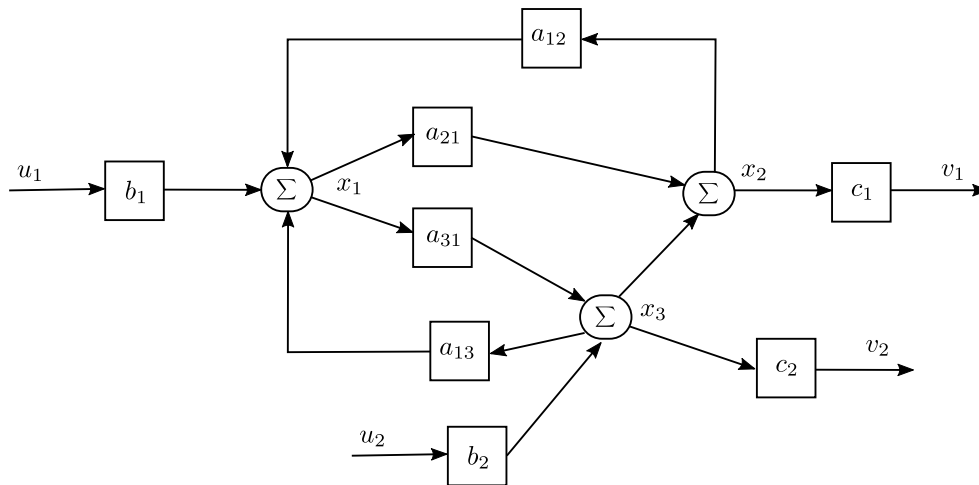 a₁₂
a₂₁
u₁
b₁
Σ
x₁
Σ
x₂
c₁
v₁
a₃₁
Σ
x₃
a₁₃
c₂
v₂
u₂
b₂